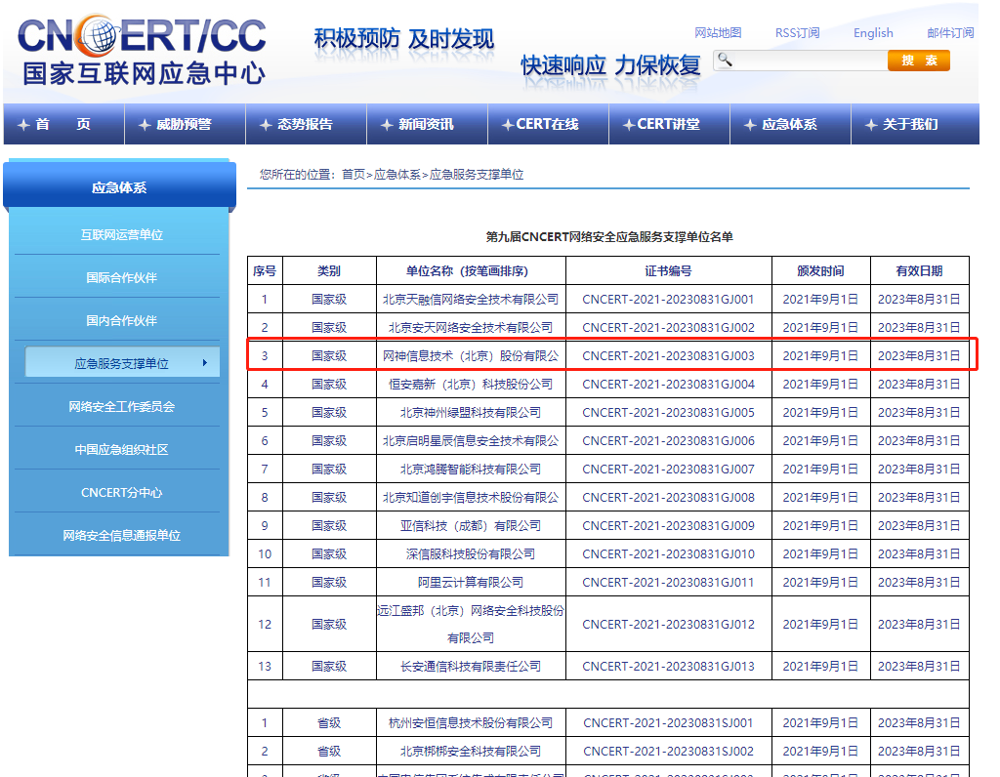 CNCERT/CC
国家互联网应急中心
积极预防 及时发现
快速响应 力保恢复
网站地图 RSS订阅 English 邮件订阅
搜 索
首 页 威胁预警 态势报告 新闻资讯 CERT在线 CERT讲堂 应急体系 关于我们
应急体系
互联网运营单位
国际合作伙伴
国内合作伙伴
应急服务支撑单位
网络安全工作委员会
中国应急组织社区
CNCERT分中心
网络安全信息通报单位
您所在的位置：首页>应急体系>应急服务支撑单位
第九届CNCERT网络安全应急服务支撑单位名单
序号 类别 单位名称（按笔画排序） 证书编号 颁发时间 有效日期
1 国家级 北京天融信网络安全技术有限公司 CNCERT-2021-20230831GJ001 2021年9月1日 2023年8月31日
2 国家级 北京安天网络安全技术有限公司 CNCERT-2021-20230831GJ002 2021年9月1日 2023年8月31日
3 国家级 网神信息技术（北京）股份有限公 CNCERT-2021-20230831GJ003 2021年9月1日 2023年8月31日
4 国家级 恒安嘉新（北京）科技股份公司 CNCERT-2021-20230831GJ004 2021年9月1日 2023年8月31日
5 国家级 北京神州绿盟科技有限公司 CNCERT-2021-20230831GJ005 2021年9月1日 2023年8月31日
6 国家级 北京启明星辰信息安全技术有限公 CNCERT-2021-20230831GJ006 2021年9月1日 2023年8月31日
7 国家级 北京鸿腾智能科技有限公司 CNCERT-2021-20230831GJ007 2021年9月1日 2023年8月31日
8 国家级 北京知道创宇信息技术股份有限公 CNCERT-2021-20230831GJ008 2021年9月1日 2023年8月31日
9 国家级 亚信科技（成都）有限公司 CNCERT-2021-20230831GJ009 2021年9月1日 2023年8月31日
10 国家级 深信服科技股份有限公司 CNCERT-2021-20230831GJ010 2021年9月1日 2023年8月31日
11 国家级 阿里云计算有限公司 CNCERT-2021-20230831GJ011 2021年9月1日 2023年8月31日
12 国家级 远江盛邦（北京）网络安全科技股份 CNCERT-2021-20230831GJ012 2021年9月1日 2023年8月31日
有限公司
13 国家级 长安通信科技有限责任公司 CNCERT-2021-20230831GJ013 2021年9月1日 2023年8月31日
1 省级 杭州安恒信息技术股份有限公司 CNCERT-2021-20230831SJ001 2021年9月1日 2023年8月31日
2 省级 北京梆梆安全科技有限公司 CNCERT-2021-20230831SJ002 2021年9月1日 2023年8月31日